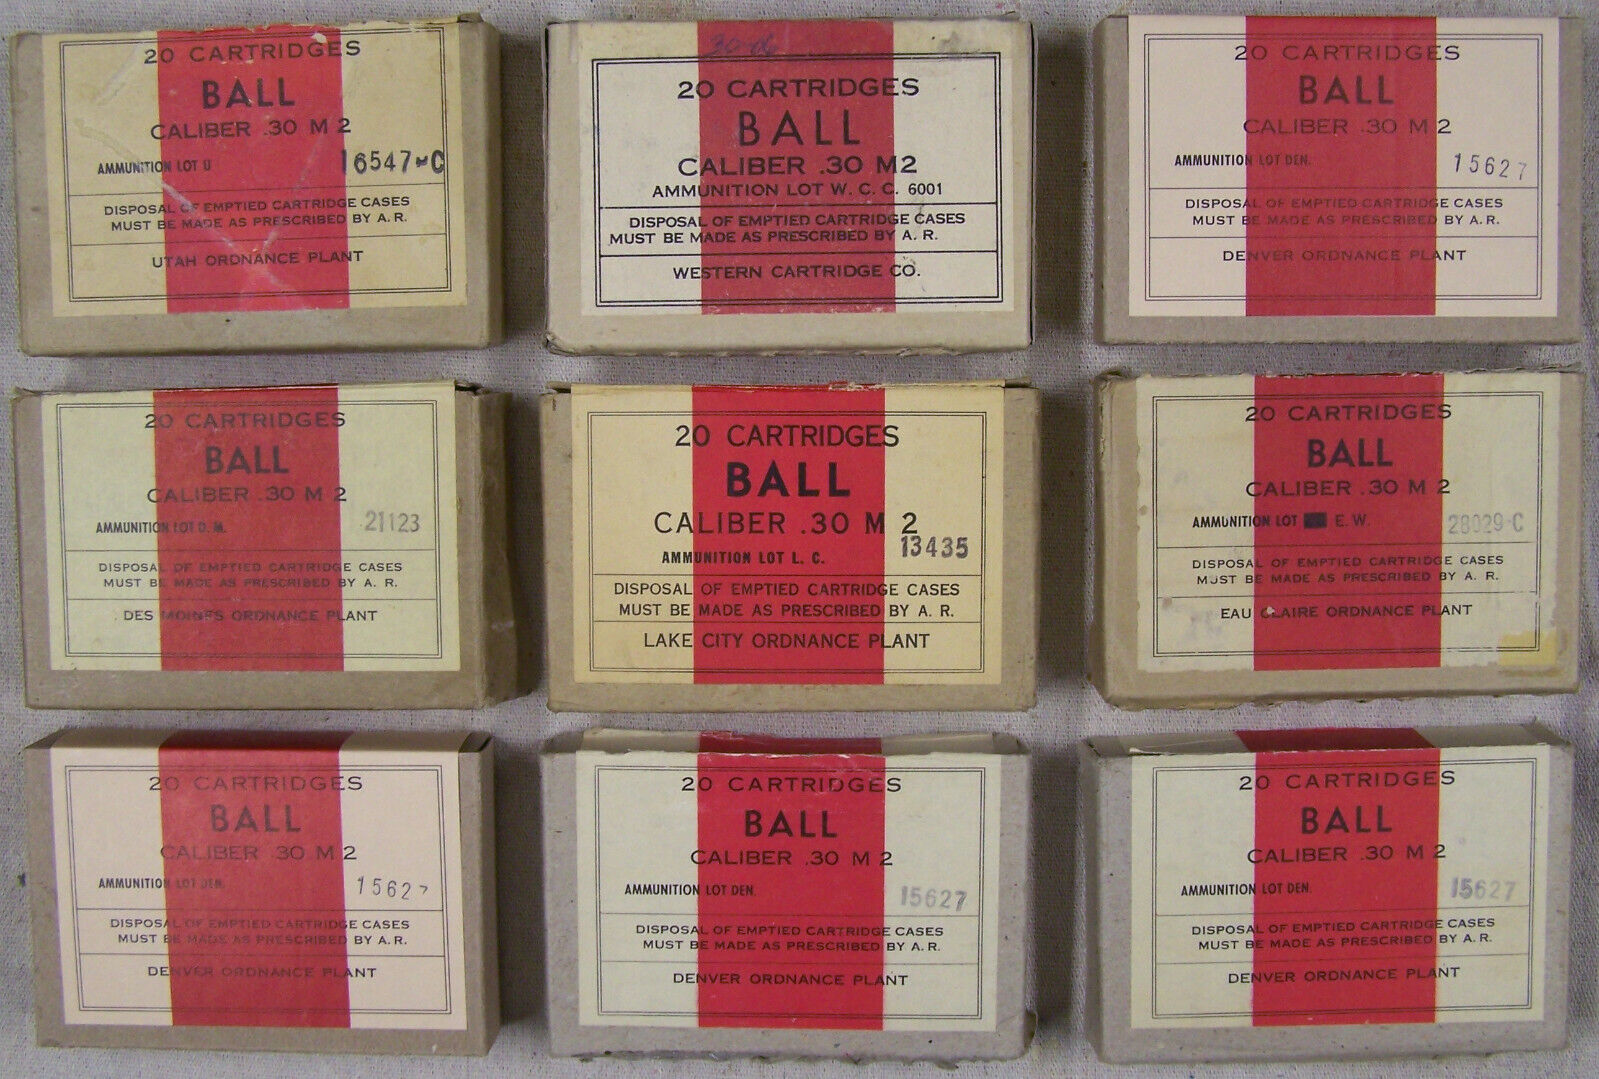 20 CARTRIDGES
BALL
CALIBER .30 M 2
AMMUNITION LOT U 16547-C
DISPOSAL OF EMPTIED CARTRIDGE CASES
MUST BE MADE AS PRESCRIBED BY A. R.
UTAH ORDNANCE PLANT
30-06
20 CARTRIDGES
BALL
CALIBER .30 M2
AMMUNITION LOT W. C. C. 6001
DISPOSAL OF EMPTIED CARTRIDGE CASES
MUST BE MADE AS PRESCRIBED BY A. R.
WESTERN CARTRIDGE CO.
20 CARTRIDGES
BALL
CALIBER .30 M 2
AMMUNITION LOT DEN. 15627
DISPOSAL OF EMPTIED CARTRIDGE CASES
MUST BE MADE AS PRESCRIBED BY A. R.
DENVER ORDNANCE PLANT
20 CARTRIDGES
BALL
CALIBER .30 M 2
AMMUNITION LOT D. M. 21123
DISPOSAL OF EMPTIED CARTRIDGE CASES
MUST BE MADE AS PRESCRIBED BY A. R.
DES MOINES ORDNANCE PLANT
20 CARTRIDGES
BALL
CALIBER .30 M 2
AMMUNITION LOT L. C. 13435
DISPOSAL OF EMPTIED CARTRIDGE CASES
MUST BE MADE AS PRESCRIBED BY A. R.
LAKE CITY ORDNANCE PLANT
20 CARTRIDGES
BALL
CALIBER .30 M 2
AMMUNITION LOT E. W. 28029-C
DISPOSAL OF EMPTIED CARTRIDGE CASES
MUST BE MADE AS PRESCRIBED BY A. R.
EAU CLAIRE ORDNANCE PLANT
20 CARTRIDGES
BALL
CALIBER .30 M 2
AMMUNITION LOT DEN. 15627
DISPOSAL OF EMPTIED CARTRIDGE CASES
MUST BE MADE AS PRESCRIBED BY A. R.
DENVER ORDNANCE PLANT
20 CARTRIDGES
BALL
CALIBER .30 M 2
AMMUNITION LOT DEN. 15627
DISPOSAL OF EMPTIED CARTRIDGE CASES
MUST BE MADE AS PRESCRIBED BY A. R.
DENVER ORDNANCE PLANT
20 CARTRIDGES
BALL
CALIBER .30 M 2
AMMUNITION LOT DEN. 15627
DISPOSAL OF EMPTIED CARTRIDGE CASES
MUST BE MADE AS PRESCRIBED BY A. R.
DENVER ORDNANCE PLANT